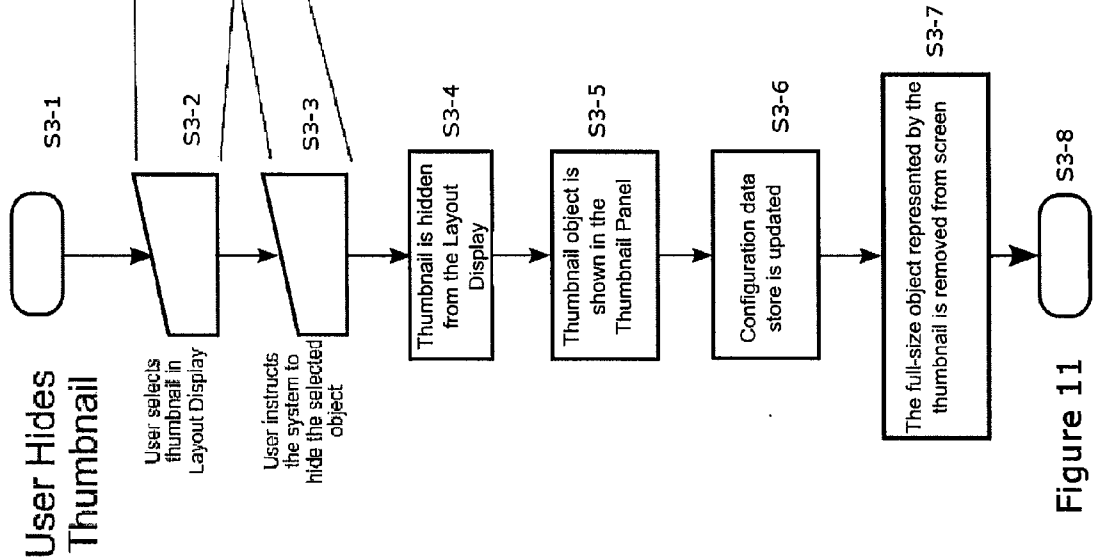 User Hides
Thumbnail
S3-1
User selects
thumbnail in
Layout Display
S3-2
User instructs
the system to
hide the selected
object
S3-3
Thumbnail is hidden
from the Layout
Display
S3-4
Thumbnail object is
shown in the
Thumbnail Panel
S3-5
Configuration data
store is updated
S3-6
The full-size object represented by the
thumbnail is removed from screen
S3-7
S3-8
Figure 11